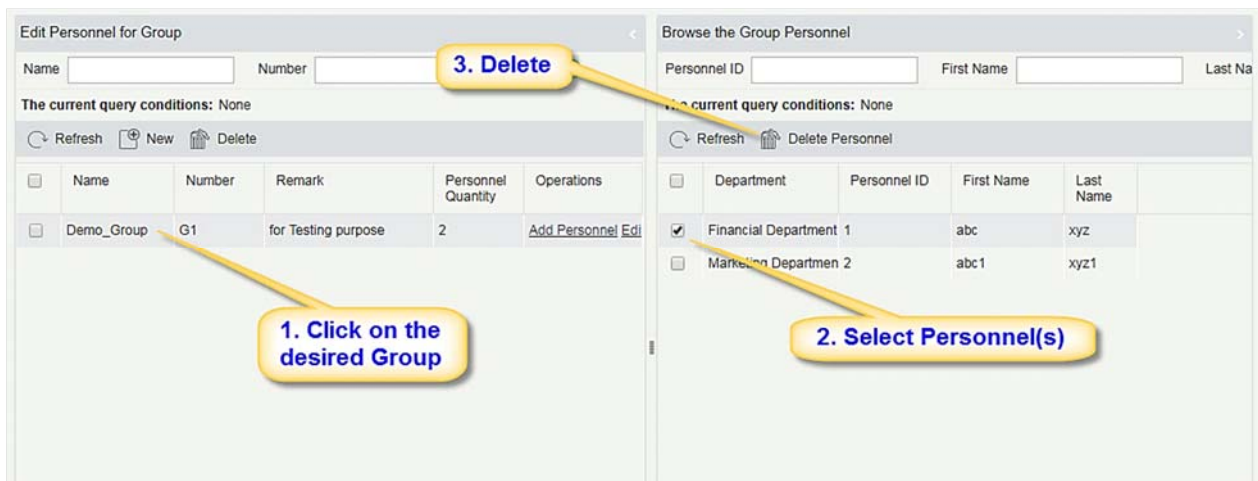 Edit Personnel for Group
Name Number
The current query conditions: None
Refresh New Delete
Name Number Remark Personnel Quantity Operations
Demo_Group G1 for Testing purpose 2 Add Personnel Edi
1. Click on the
desired Group
3. Delete
Browse the Group Personnel
Personnel ID First Name Last Na
The current query conditions: None
Refresh Delete Personnel
Department Personnel ID First Name Last Name
Financial Department 1 abc xyz
Marketing Departmen 2 abc1 xyz1
2. Select Personnel(s)